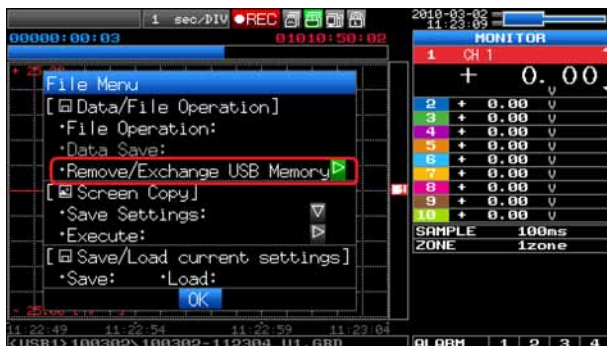 1 sec/DIV REC 2010-03-02
11:23:09
00000:00:03 01010:50:02
MONITOR
1 CH 1
+ 0.00
V
File Menu
[Data/File Operation]
・File Operation:
・Data Save:
・Remove/Exchange USB Memory
[Screen Copy]
・Save Settings:
・Execute:
[Save/Load current settings]
・Save: ・Load:
OK
2 + 0.00 V
3 + 0.00 V
4 + 0.00 V
5 + 0.00 V
6 + 0.00 V
7 + 0.00 V
8 + 0.00 V
9 + 0.00 V
10 + 0.00 V
SAMPLE 100ms
ZONE 1zone
11:22:49 11:22:54 11:22:59 11:23:04
<USB1>100302\100302-112304_U1.GBD
ALARM 1 2 3 4